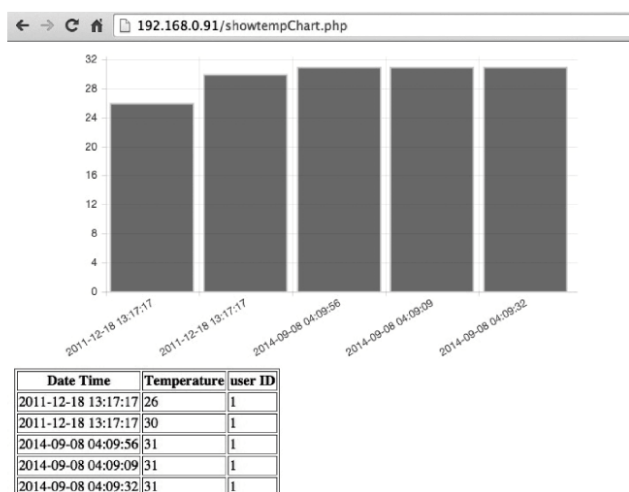 192.168.0.91/showtempChart.php
32
28
24
20
16
12
8
4
0
2011-12-18 13:17:17
2011-12-18 13:17:17
2014-09-08 04:09:56
2014-09-08 04:09:09
2014-09-08 04:09:32
Date Time Temperature user ID
2011-12-18 13:17:17 26 1
2011-12-18 13:17:17 30 1
2014-09-08 04:09:56 31 1
2014-09-08 04:09:09 31 1
2014-09-08 04:09:32 31 1